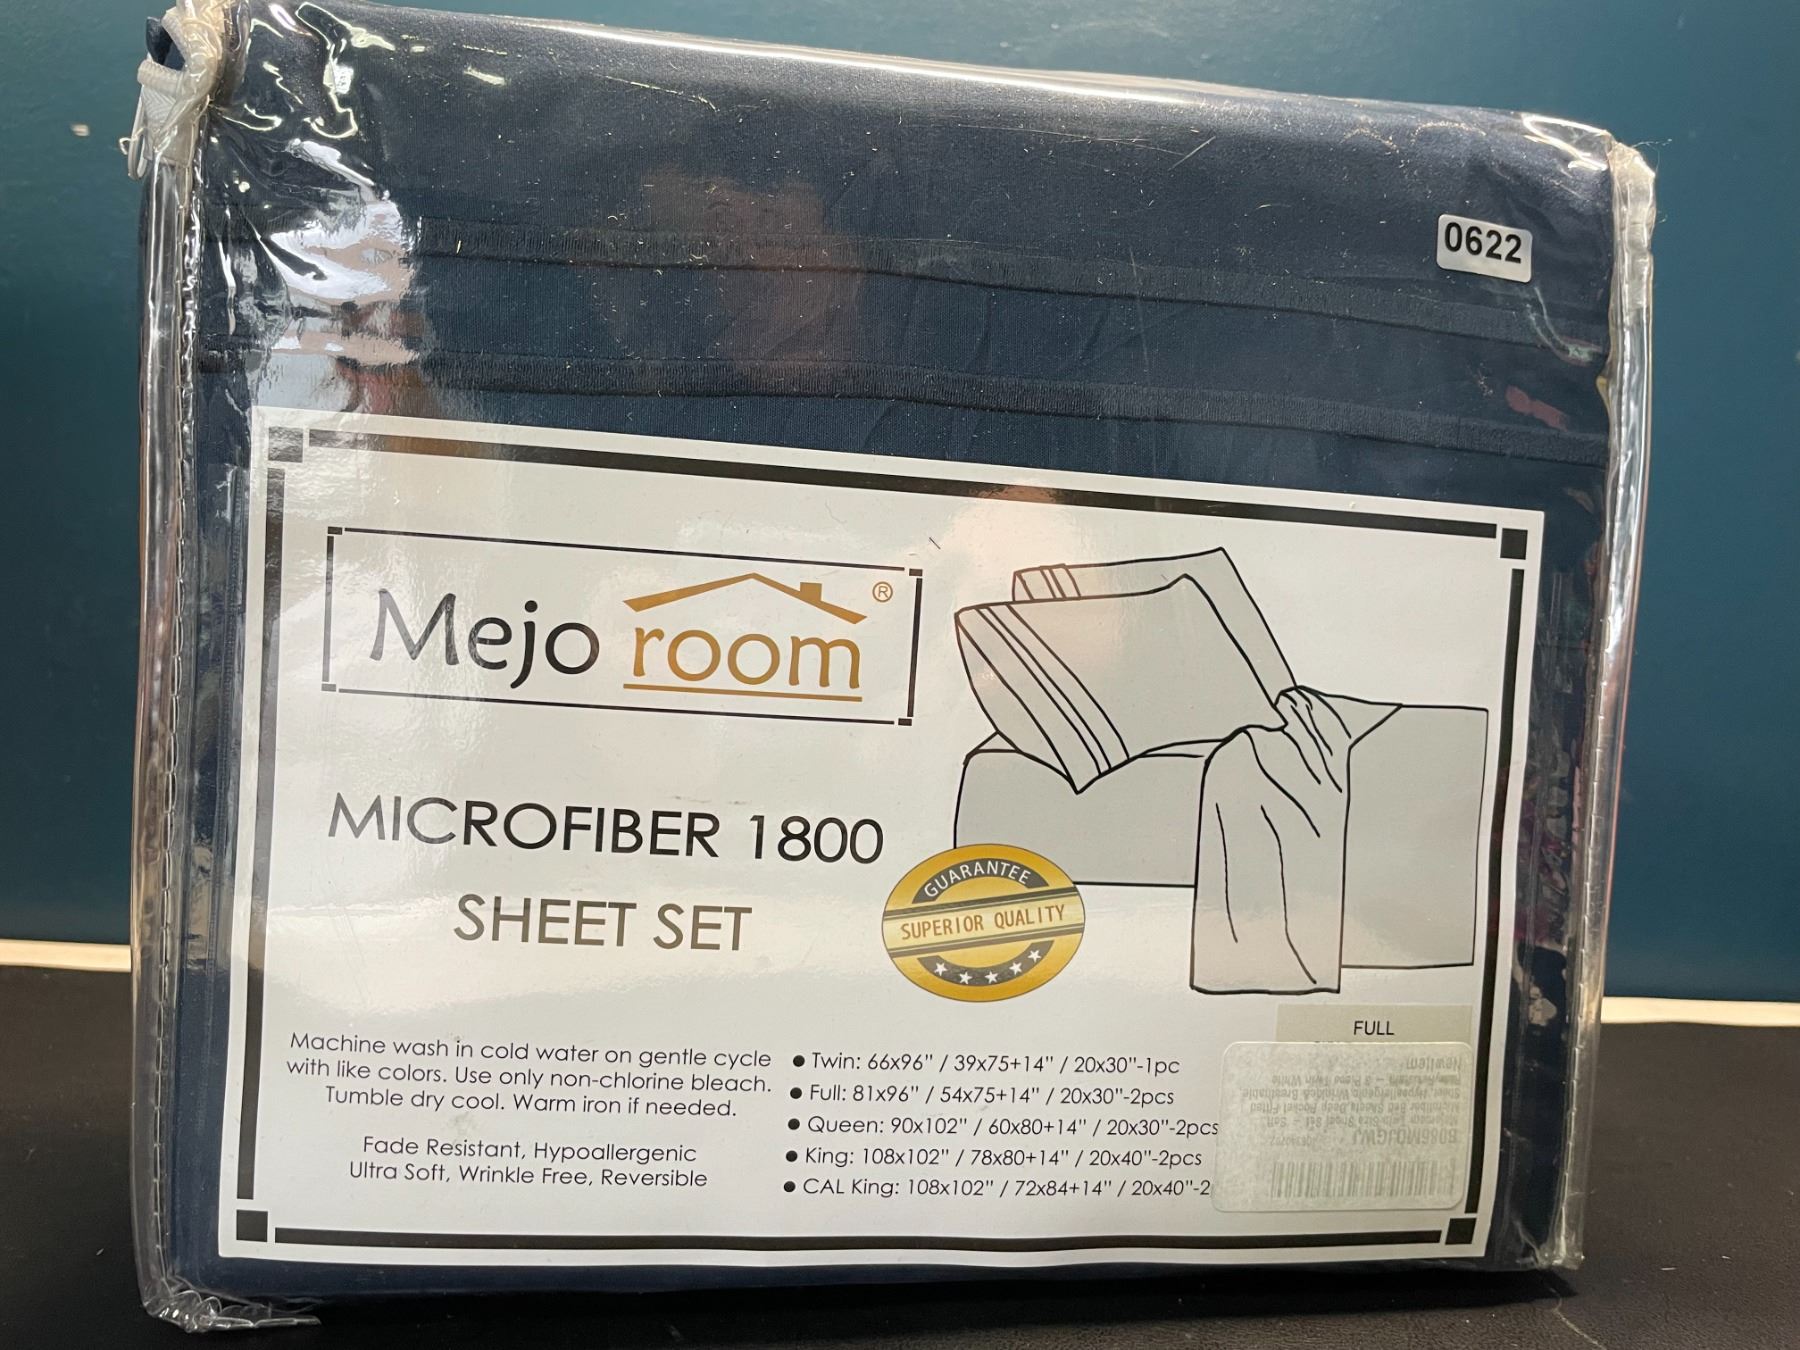 0622
Mejo room®
MICROFIBER 1800
SHEET SET
GUARANTEE
SUPERIOR QUALITY
Machine wash in cold water on gentle cycle
with like colors. Use only non-chlorine bleach.
Tumble dry cool. Warm iron if needed.
Fade Resistant, Hypoallergenic
Ultra Soft, Wrinkle Free, Reversible
● Twin: 66x96" / 39x75+14" / 20x30"-1pc
● Full: 81x96" / 54x75+14" / 20x30"-2pcs
● Queen: 90x102" / 60x80+14" / 20x30"-2pcs
● King: 108x102" / 78x80+14" / 20x40"-2pcs
● CAL King: 108x102" / 72x84+14" / 20x40"-2
FULL
NewItem